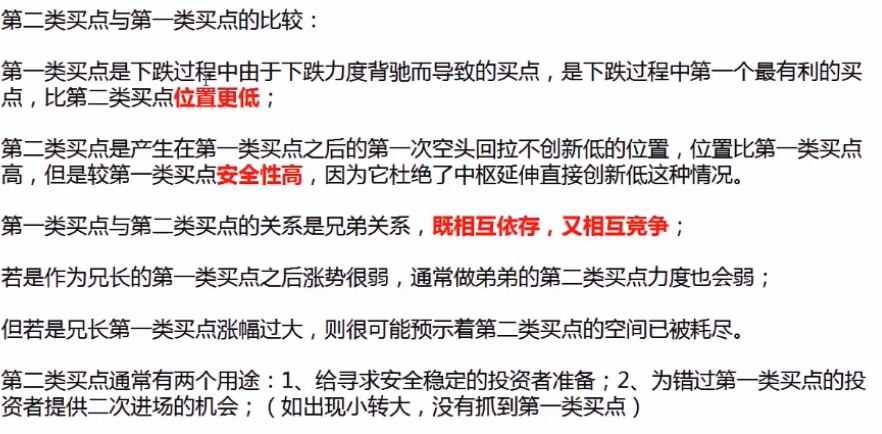 第二类买点与第一类买点的比较：
第一类买点是下跌过程中由于下跌力度背驰而导致的买点，是下跌过程中第一个最有利的买
点，比第二类买点位置更低；
第二类买点是产生在第一类买点之后的第一次空头回拉不创新低的位置，位置比第一类买点
高，但是较第一类买点安全性高，因为它杜绝了中枢延伸直接创新低这种情况。
第一类买点与第二类买点的关系是兄弟关系，既相互依存，又相互竞争；
若是作为兄长的第一类买点之后涨势很弱，通常做弟弟的第二类买点力度也会弱；
但若是兄长第一类买点涨幅过大，则很可能预示着第二类买点的空间已被耗尽。
第二类买点通常有两个用途：1、给寻求安全稳定的投资者准备；2、为错过第一类买点的投
资者提供二次进场的机会；（如出现小转大，没有抓到第一类买点）